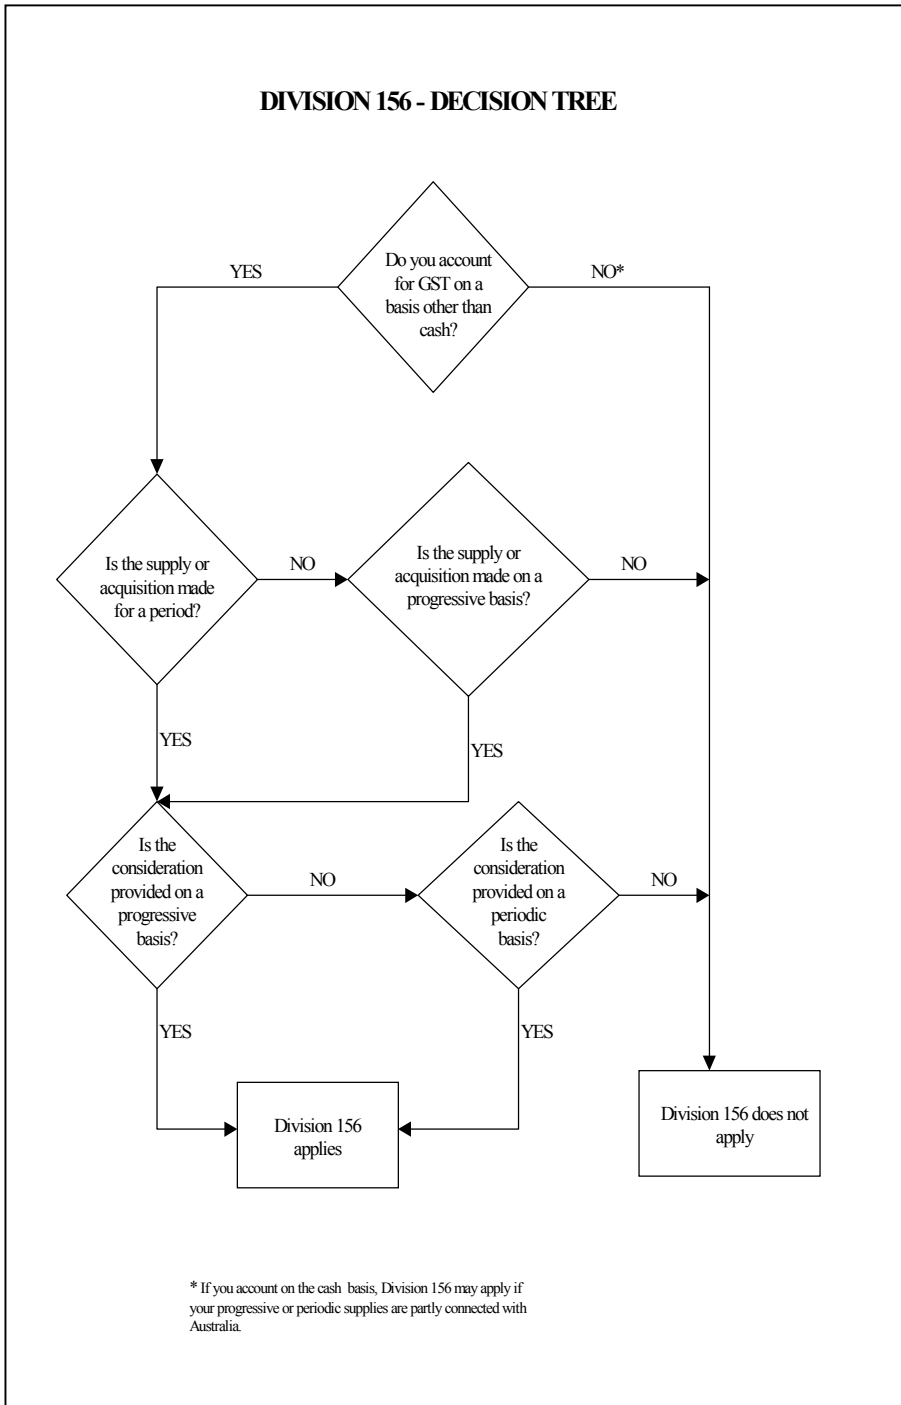 DIVISION 156 - DECISION TREE
Do you account
for GST on a
basis other than
cash?
YES
NO*
Is the supply or
acquisition made
for a period?
NO
Is the supply or
acquisition made on a
progressive basis?
NO
YES
YES
Is the
consideration
provided on a
progressive
basis?
NO
Is the
consideration
provided on a
periodic
basis?
NO
YES
YES
Division 156
applies
Division 156 does not
apply
* If you account on the cash basis, Division 156 may apply if
your progressive or periodic supplies are partly connected with
Australia.